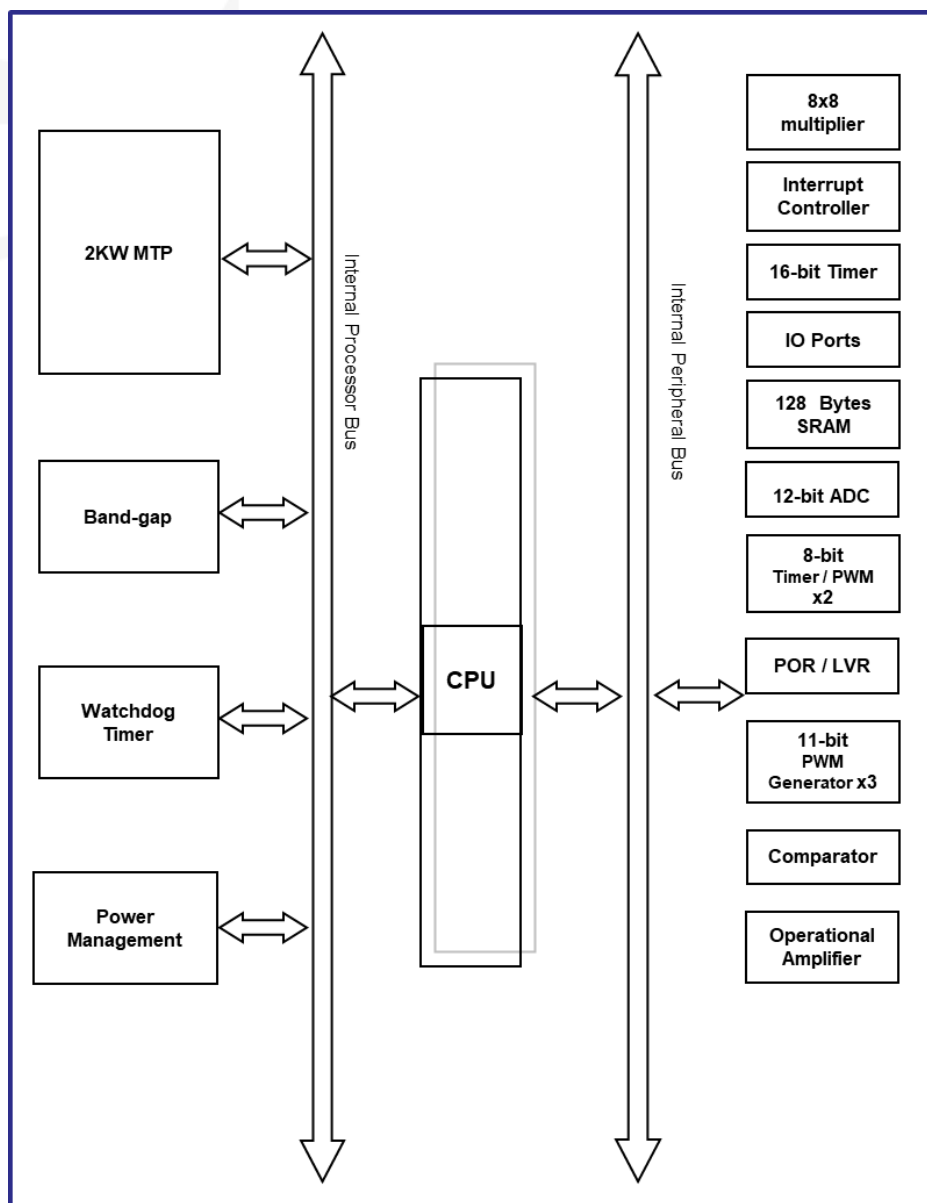 2KW MTP
Band-gap
Watchdog
Timer
Power
Management
Internal Processor Bus
CPU
Internal Peripheral Bus
8x8
multiplier
Interrupt
Controller
16-bit Timer
IO Ports
128 Bytes
SRAM
12-bit ADC
8-bit
Timer / PWM
x2
POR / LVR
11-bit
PWM
Generator x3
Comparator
Operational
Amplifier